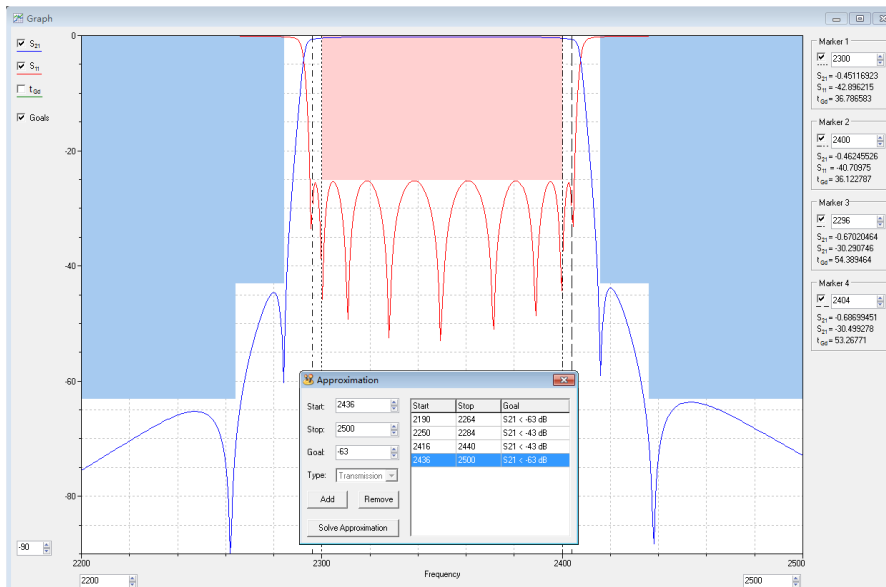 Graph
S21
S11
tGd
Goals
0
-20
-40
-60
-80
-90
2200
2300
2400
2500
Frequency
2200
2500
Marker 1
2300
S21 = -0.45116923
S11 = -42.896215
tGd = 36.786583
Marker 2
2400
S21 = -0.46245526
S11 = -40.70975
tGd = 36.122787
Marker 3
2296
S21 = -0.67020464
S21 = -30.290746
tGd = 54.389464
Marker 4
2404
S21 = -0.68699451
S21 = -30.499278
tGd = 53.26771
Approximation
Start: 2436
Stop: 2500
Goal: -63
Type: Transmission
Add Remove
Solve Approximation
Start Stop Goal
2190 2264 S21 < -63 dB
2250 2284 S21 < -43 dB
2416 2440 S21 < -43 dB
2436 2500 S21 < -63 dB